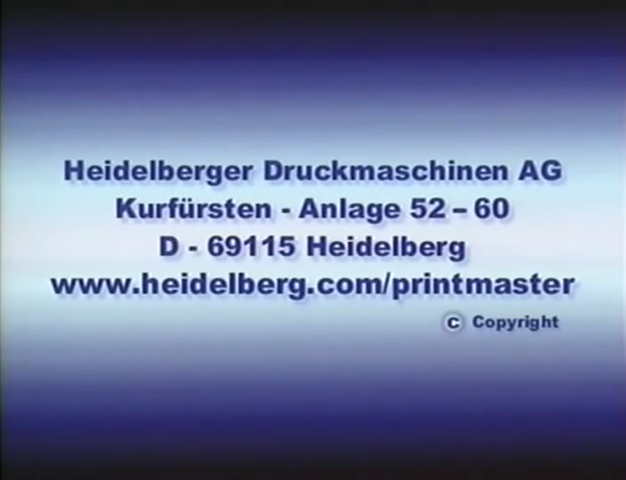 Heidelberger Druckmaschinen AG
Kurfürsten - Anlage 52 – 60
D - 69115 Heidelberg
www.heidelberg.com/printmaster
© Copyright